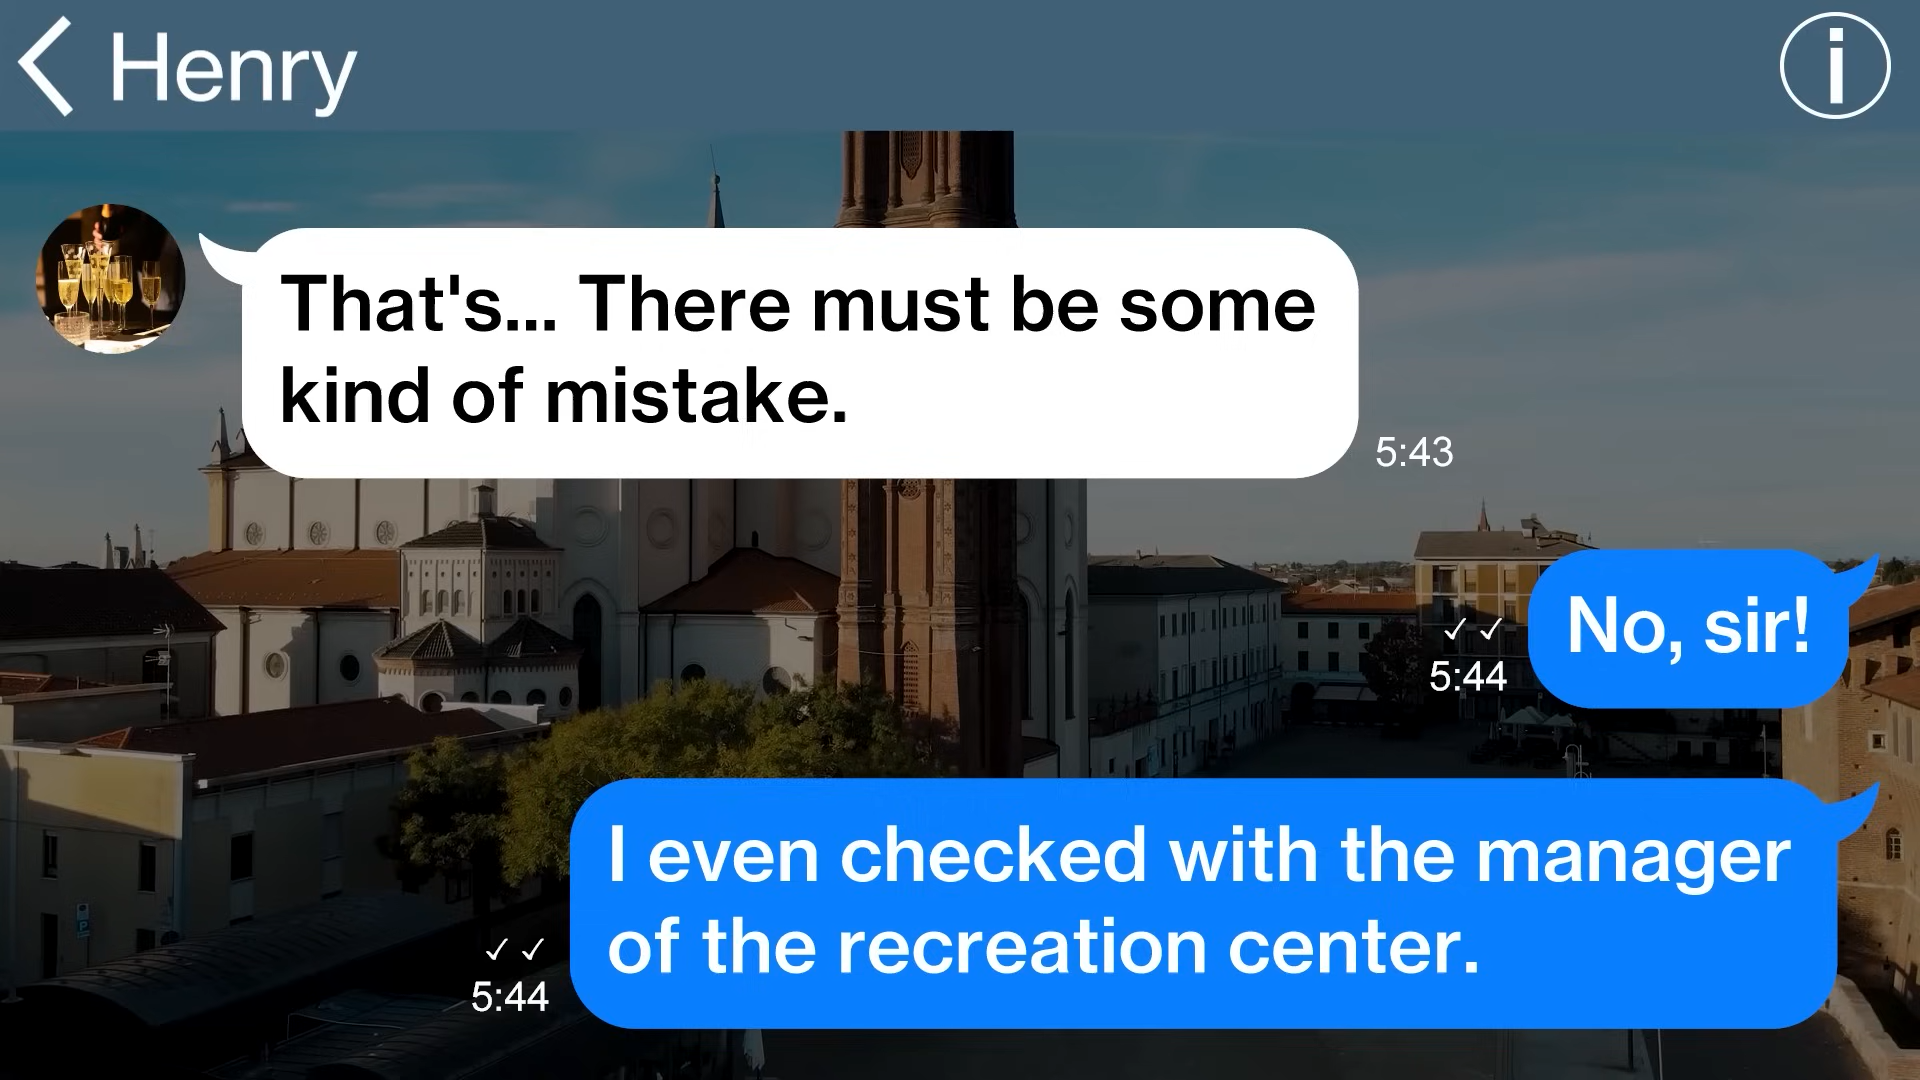 Henry
That's... There must be some
kind of mistake.
5:43
No, sir!
5:44
I even checked with the manager
of the recreation center.
5:44